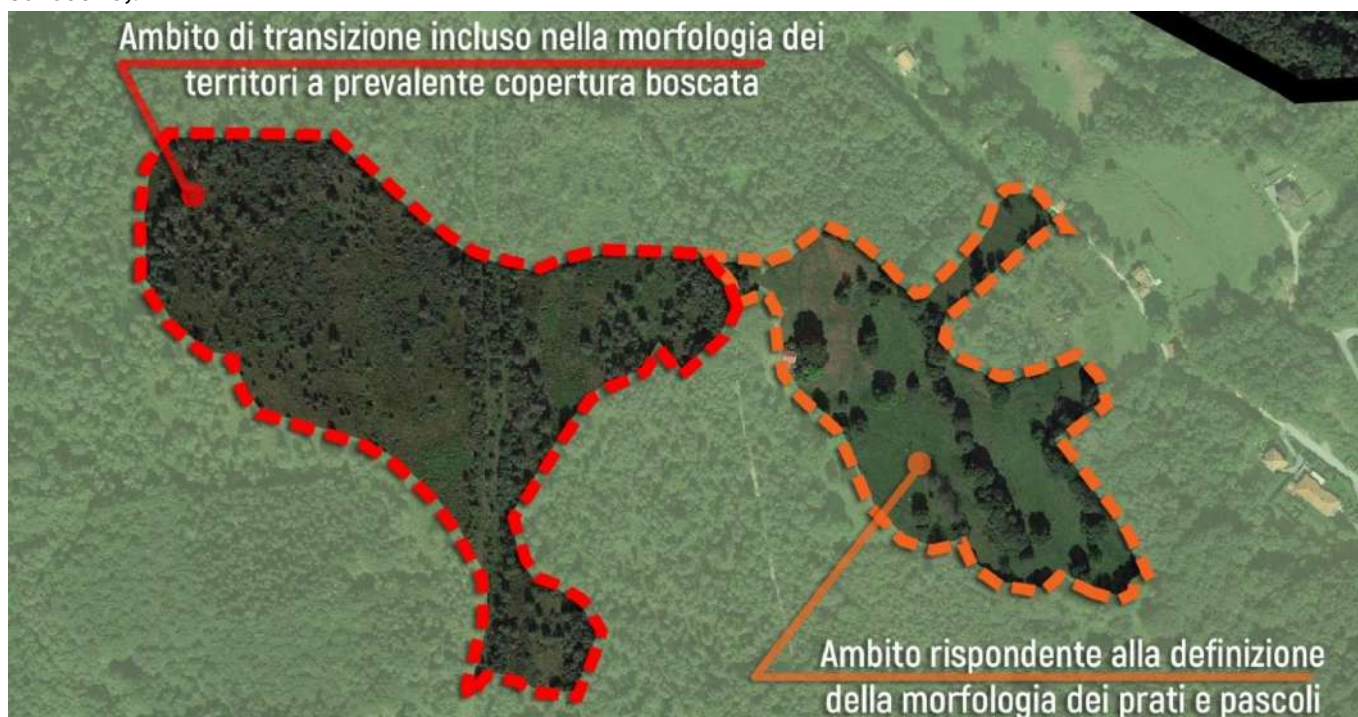 Ambito di transizione incluso nella morfologia dei
territori a prevalente copertura boscata
Ambito rispondente alla definizione
della morfologia dei prati e pascoli